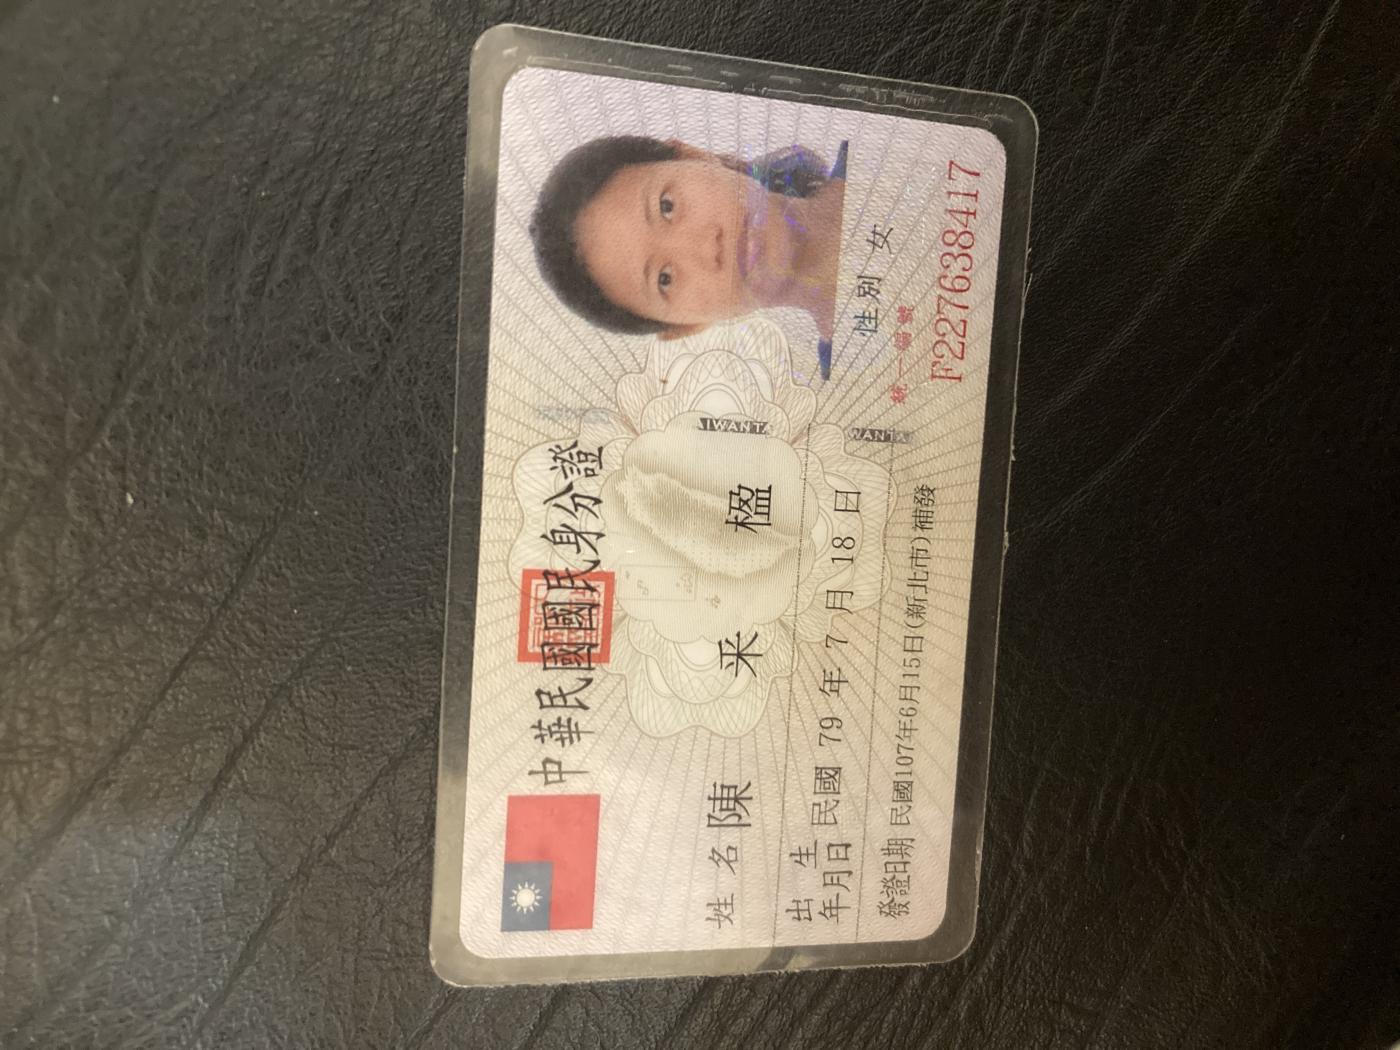 中華民國國民身分證
姓名 陳采楹
出生年月日 民國 79 年 7 月 18 日
性別 女
發證日期 民國107年6月15日(新北市)補發
統一編號
F227638417
TAIWAN